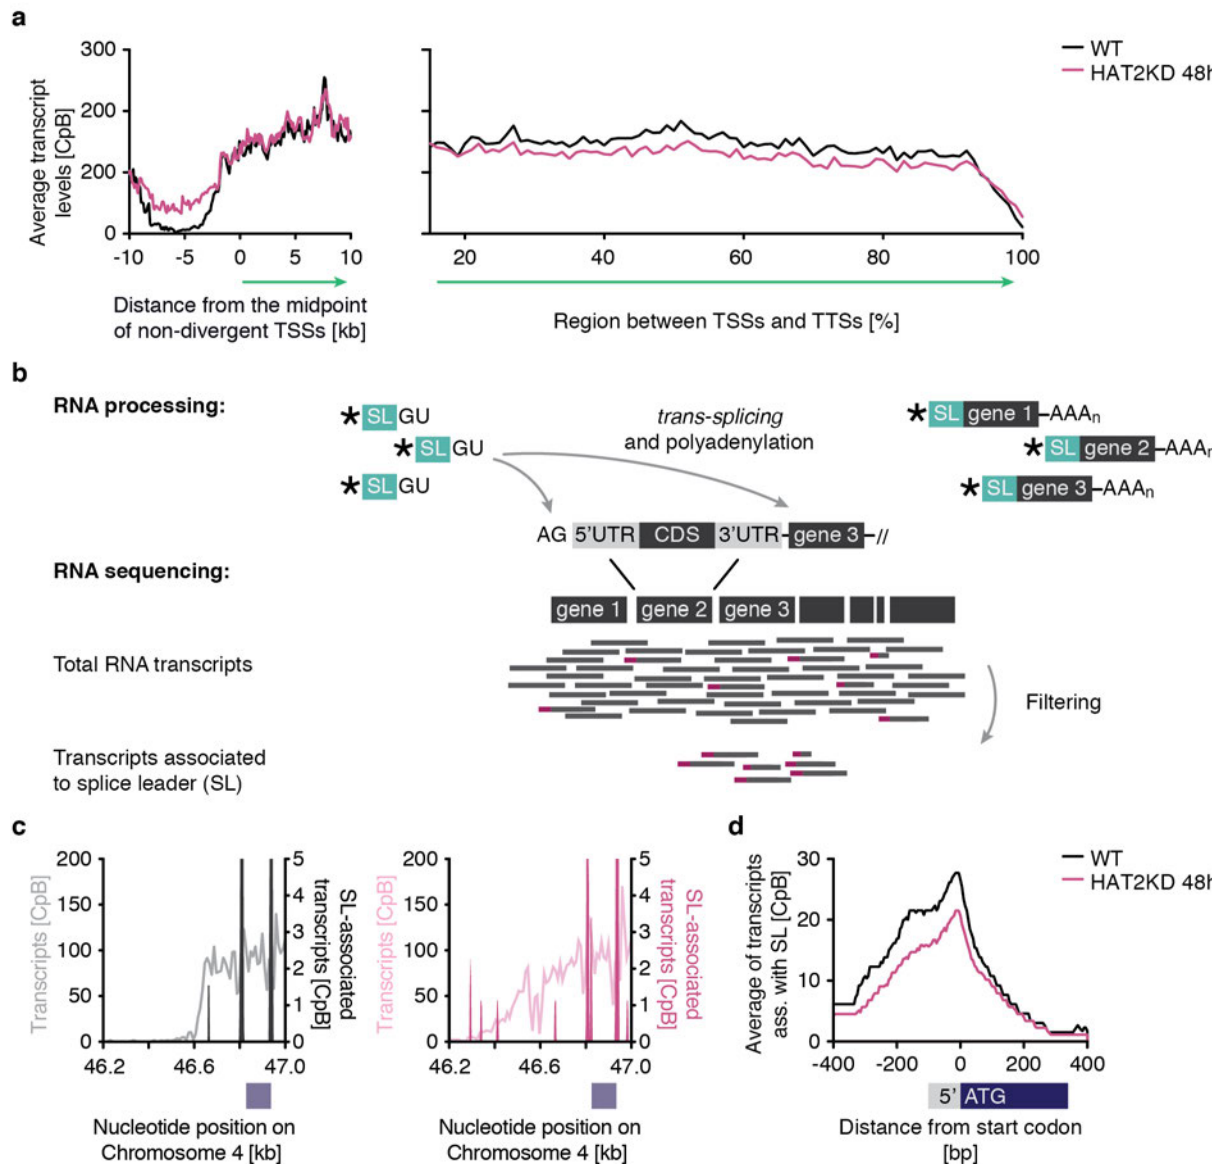 a
300
200
200
0
Average transcript
levels [CpB]
-10 -5 0 5 10
Distance from the midpoint
of non-divergent TSSs [kb]
20 40 60 80 100
Region between TSSs and TTSs [%]
WT
HAT2KD 48h
b
RNA processing:
* SL GU
* SL GU
* SL GU
trans-splicing
and polyadenylation
* SL gene 1 -AAAn
* SL gene 2 -AAAn
* SL gene 3 -AAAn
AG 5'UTR CDS 3'UTR gene 3 //
RNA sequencing:
gene 1 gene 2 gene 3
Total RNA transcripts
Filtering
Transcripts associated
to splice leader (SL)
c
Transcripts [CpB]
200
150
100
50
0
5
4
3
2
1
0
SL-associated
transcripts [CpB]
46.2 46.6 47.0
Nucleotide position on
Chromosome 4 [kb]
Transcripts [CpB]
200
150
100
50
0
5
4
3
2
1
0
SL-associated
transcripts [CpB]
46.2 46.6 47.0
Nucleotide position on
Chromosome 4 [kb]
d
Average of transcripts
ass. with SL [CpB]
30
20
10
0
-400 -200 0 200 400
5' ATG
Distance from start codon
[bp]
WT
HAT2KD 48h